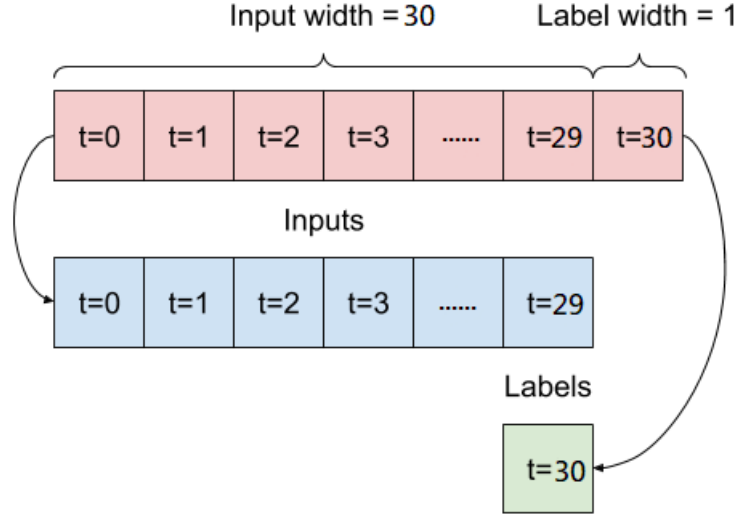 Input width = 30 Label width = 1
t=0 t=1 t=2 t=3 ...... t=29 t=30
Inputs
t=0 t=1 t=2 t=3 ...... t=29
Labels
t=30